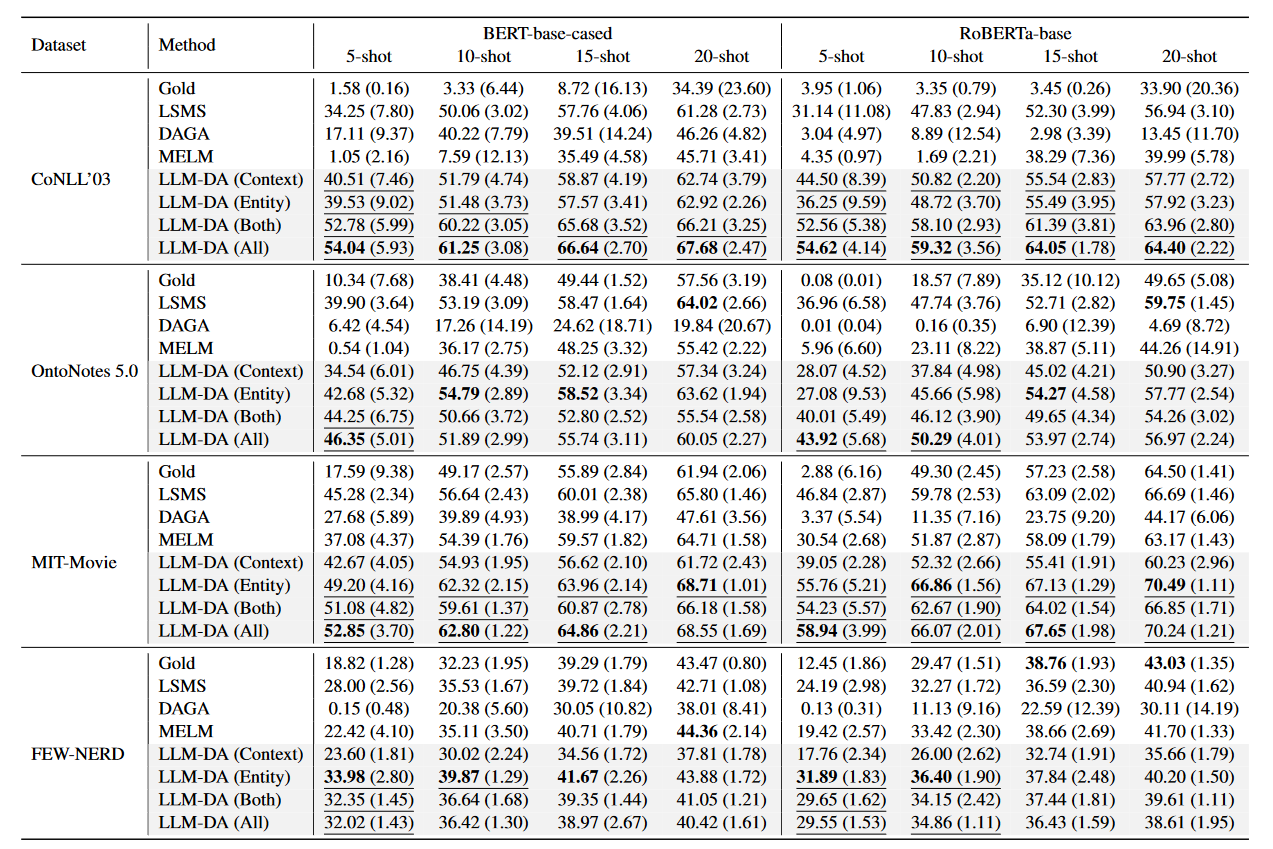 Dataset Method BERT-base-cased RoBERTa-base
5-shot 10-shot 15-shot 20-shot 5-shot 10-shot 15-shot 20-shot
CoNLL’03
Gold 1.58 (0.16) 3.33 (6.44) 8.72 (16.13) 34.39 (23.60) 3.95 (1.06) 3.35 (0.79) 3.45 (0.26) 33.90 (20.36)
LSMS 34.25 (7.80) 50.06 (3.02) 57.76 (4.06) 61.28 (2.73) 31.14 (11.08) 47.83 (2.94) 52.30 (3.99) 56.94 (3.10)
DAGA 17.11 (9.37) 40.22 (7.79) 39.51 (14.24) 46.26 (4.82) 3.04 (4.97) 8.89 (12.54) 2.98 (3.39) 13.45 (11.70)
MELM 1.05 (2.16) 7.59 (12.13) 35.49 (4.58) 45.71 (3.41) 4.35 (0.97) 1.69 (2.21) 38.29 (7.36) 39.99 (5.78)
LLM-DA (Context) 40.51 (7.46) 51.79 (4.74) 58.87 (4.19) 62.74 (3.79) 44.50 (8.39) 50.82 (2.20) 55.54 (2.83) 57.77 (2.72)
LLM-DA (Entity) 39.53 (9.02) 51.48 (3.73) 57.57 (3.41) 62.92 (2.26) 36.25 (9.59) 48.72 (3.70) 55.49 (3.95) 57.92 (3.23)
LLM-DA (Both) 52.78 (5.99) 60.22 (3.05) 65.68 (3.52) 66.21 (3.25) 52.56 (5.38) 58.10 (2.93) 61.39 (3.81) 63.96 (2.80)
LLM-DA (All) 54.04 (5.93) 61.25 (3.08) 66.64 (2.70) 67.68 (2.47) 54.62 (4.14) 59.32 (3.56) 64.05 (1.78) 64.40 (2.22)
OntoNotes 5.0
Gold 10.34 (7.68) 38.41 (4.48) 49.44 (1.52) 57.56 (3.19) 0.08 (0.01) 18.57 (7.89) 35.12 (10.12) 49.65 (5.08)
LSMS 39.90 (3.64) 53.19 (3.09) 58.47 (1.64) 64.02 (2.66) 36.96 (6.58) 47.74 (3.76) 52.71 (2.82) 59.75 (1.45)
DAGA 6.42 (4.54) 17.26 (14.19) 24.62 (18.71) 19.84 (20.67) 0.01 (0.04) 0.16 (0.35) 6.90 (12.39) 4.69 (8.72)
MELM 0.54 (1.04) 36.17 (2.75) 48.25 (3.32) 55.42 (2.22) 5.96 (6.60) 23.11 (8.22) 38.87 (5.11) 44.26 (14.91)
LLM-DA (Context) 34.54 (6.01) 46.75 (4.39) 52.12 (2.91) 57.34 (3.24) 28.07 (4.52) 37.84 (4.98) 45.02 (4.21) 50.90 (3.27)
LLM-DA (Entity) 42.68 (5.32) 54.79 (2.89) 58.52 (3.34) 63.62 (1.94) 27.08 (9.53) 45.66 (5.98) 54.27 (4.58) 57.77 (2.54)
LLM-DA (Both) 44.25 (6.75) 50.66 (3.72) 52.80 (2.52) 55.54 (2.58) 40.01 (5.49) 46.12 (3.90) 49.65 (4.34) 54.26 (3.02)
LLM-DA (All) 46.35 (5.01) 51.89 (2.99) 55.74 (3.11) 60.05 (2.27) 43.92 (5.68) 50.29 (4.01) 53.97 (2.74) 56.97 (2.24)
MIT-Movie
Gold 17.59 (9.38) 49.17 (2.57) 55.89 (2.84) 61.94 (2.06) 2.88 (6.16) 49.30 (2.45) 57.23 (2.58) 64.50 (1.41)
LSMS 45.28 (2.34) 56.64 (2.43) 60.01 (2.38) 65.80 (1.46) 46.84 (2.87) 59.78 (2.53) 63.09 (2.02) 66.69 (1.46)
DAGA 27.68 (5.89) 39.89 (4.93) 38.99 (4.17) 47.61 (3.56) 3.37 (5.54) 11.35 (7.16) 23.75 (9.20) 44.17 (6.06)
MELM 37.08 (4.37) 54.39 (1.76) 59.57 (1.82) 64.71 (1.58) 30.54 (2.68) 51.87 (2.87) 58.09 (1.79) 63.17 (1.43)
LLM-DA (Context) 42.67 (4.05) 54.93 (1.95) 56.62 (2.10) 61.72 (2.43) 39.05 (2.28) 52.32 (2.66) 55.41 (1.91) 60.23 (2.96)
LLM-DA (Entity) 49.20 (4.16) 62.32 (2.15) 63.96 (2.14) 68.71 (1.01) 55.76 (5.21) 66.86 (1.56) 67.13 (1.29) 70.49 (1.11)
LLM-DA (Both) 51.08 (4.82) 59.61 (1.37) 60.87 (2.78) 66.18 (1.58) 54.23 (5.57) 62.67 (1.90) 64.02 (1.54) 66.85 (1.71)
LLM-DA (All) 52.85 (3.70) 62.80 (1.22) 64.86 (2.21) 68.55 (1.69) 58.94 (3.99) 66.07 (2.01) 67.65 (1.98) 70.24 (1.21)
FEW-NERD
Gold 18.82 (1.28) 32.23 (1.95) 39.29 (1.79) 43.47 (0.80) 12.45 (1.86) 29.47 (1.51) 38.76 (1.93) 43.03 (1.35)
LSMS 28.00 (2.56) 35.53 (1.67) 39.72 (1.84) 42.71 (1.08) 24.19 (2.98) 32.27 (1.72) 36.59 (2.30) 40.94 (1.62)
DAGA 0.15 (0.48) 20.38 (5.60) 30.05 (10.82) 38.01 (8.41) 0.13 (0.31) 11.13 (9.16) 22.59 (12.39) 30.11 (14.19)
MELM 22.42 (4.10) 35.11 (3.50) 40.71 (1.79) 44.36 (2.14) 19.42 (2.57) 33.42 (2.30) 38.66 (2.69) 41.70 (1.33)
LLM-DA (Context) 23.60 (1.81) 30.02 (2.24) 34.56 (1.72) 37.81 (1.78) 17.76 (2.34) 26.00 (2.62) 32.74 (1.91) 35.66 (1.79)
LLM-DA (Entity) 33.98 (2.80) 39.87 (1.29) 41.67 (2.26) 43.88 (1.72) 31.89 (1.83) 36.40 (1.90) 37.84 (2.48) 40.20 (1.50)
LLM-DA (Both) 32.35 (1.45) 36.64 (1.68) 39.35 (1.44) 41.05 (1.21) 29.65 (1.62) 34.15 (2.42) 37.44 (1.81) 39.61 (1.11)
LLM-DA (All) 32.02 (1.43) 36.42 (1.30) 38.97 (2.67) 40.42 (1.61) 29.55 (1.53) 34.86 (1.11) 36.43 (1.59) 38.61 (1.95)